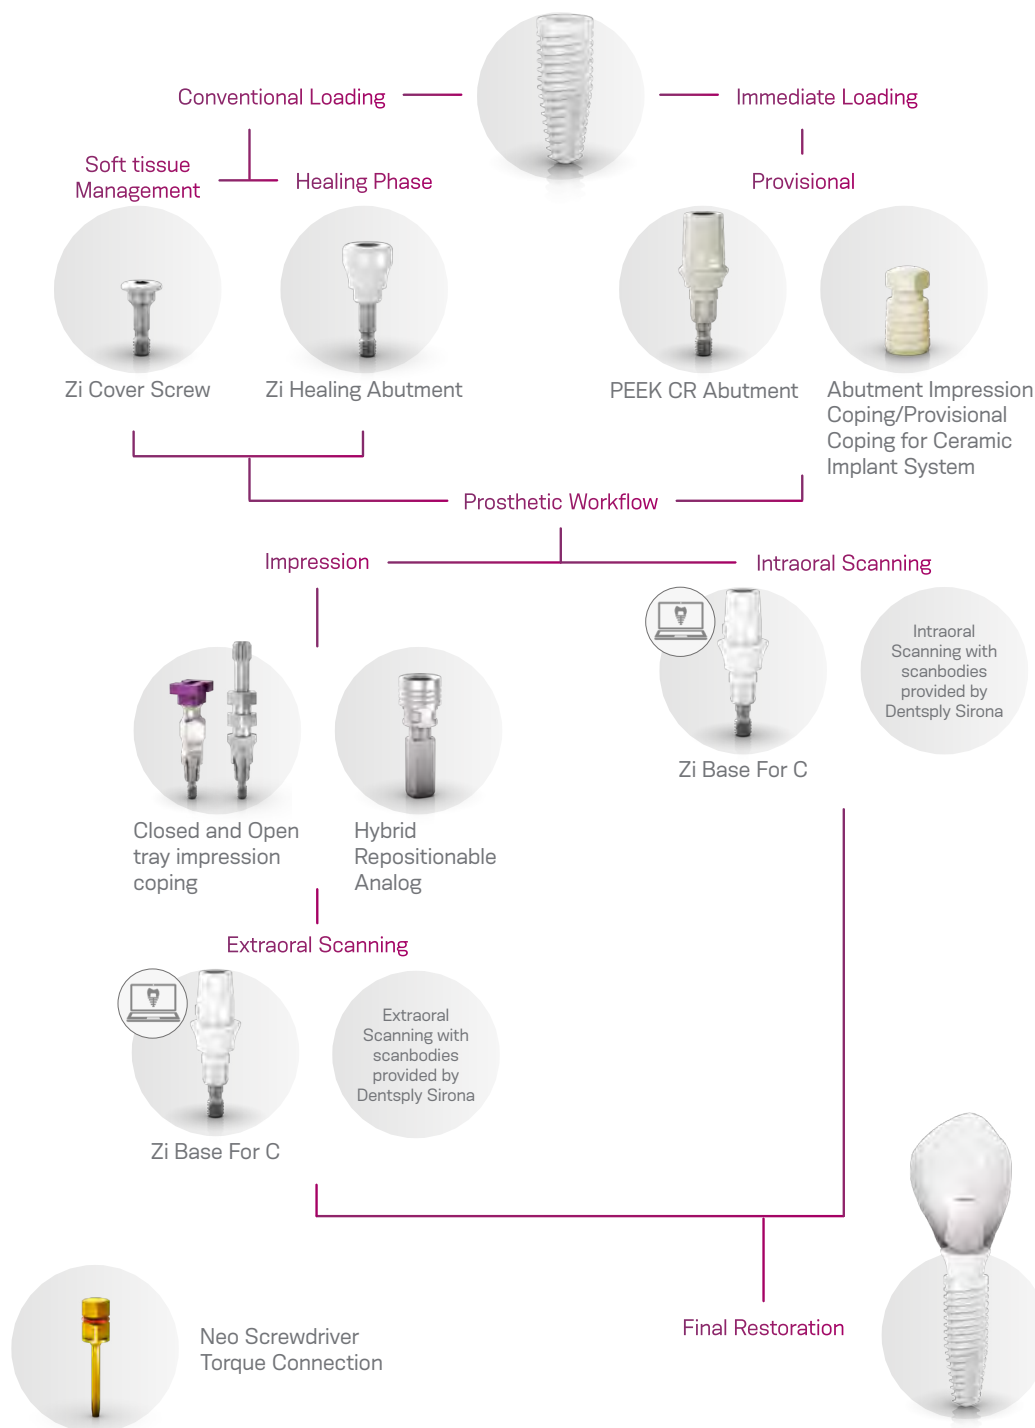 Conventional Loading
Immediate Loading
Soft tissue
Management
Healing Phase
Provisional
Zi Cover Screw
Zi Healing Abutment
PEEK CR Abutment
Abutment Impression
Coping/Provisional
Coping for Ceramic
Implant System
Prosthetic Workflow
Impression
Intraoral Scanning
Intraoral
Scanning with
scanbodies
provided by
Dentsply Sirona
Zi Base For C
Closed and Open
tray impression
coping
Hybrid
Repositionable
Analog
Extraoral Scanning
Extraoral
Scanning with
scanbodies
provided by
Dentsply Sirona
Zi Base For C
Neo Screwdriver
Torque Connection
Final Restoration